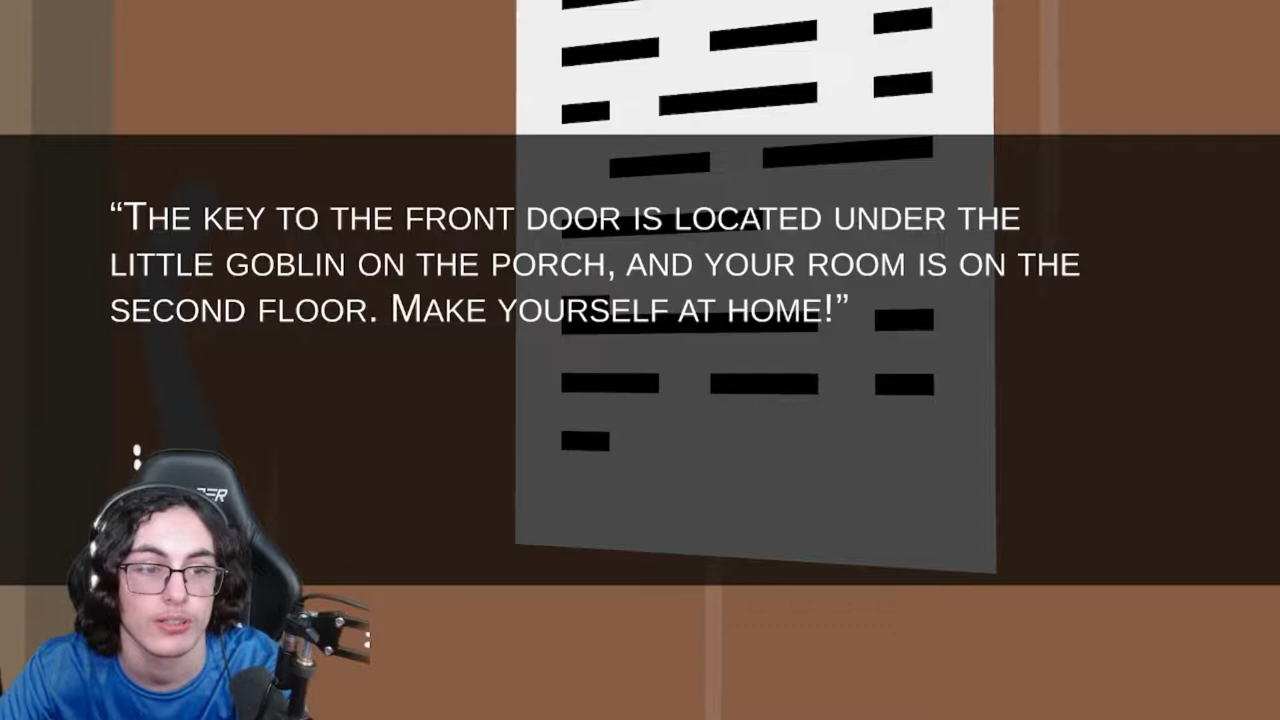 “THE KEY TO THE FRONT DOOR IS LOCATED UNDER THE
LITTLE GOBLIN ON THE PORCH, AND YOUR ROOM IS ON THE
SECOND FLOOR. MAKE YOURSELF AT HOME!”